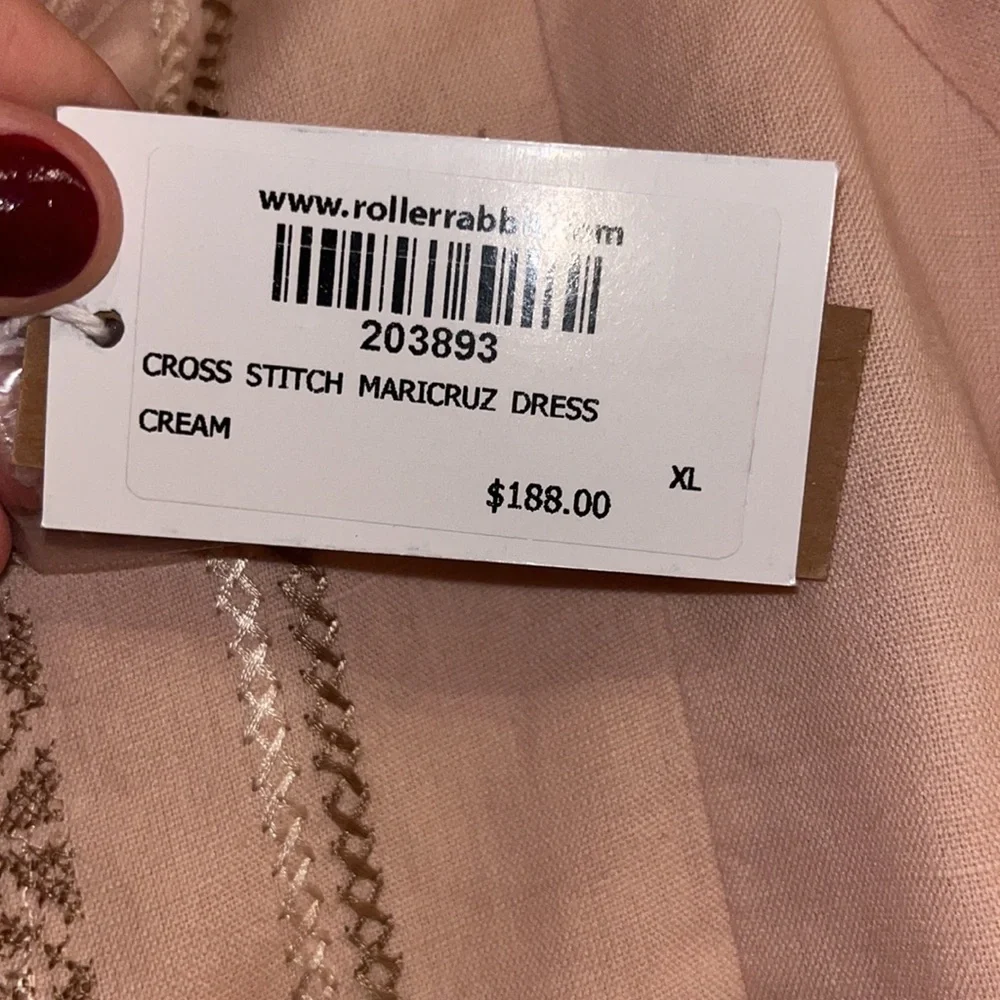 203893
CROSS STITCH MARICRUZ DRESS
CREAM
XL
$188.00